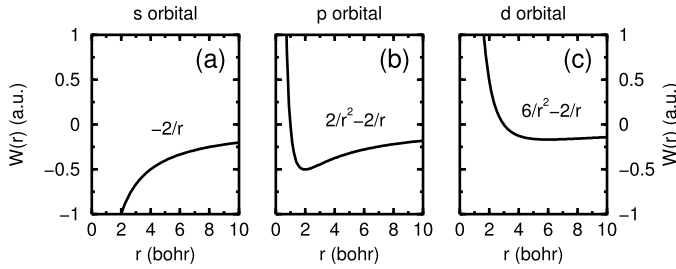 s orbital
p orbital
d orbital
(a)
(b)
(c)
−2/r
2/r²−2/r
6/r²−2/r
W(r) (a.u.)
1
0.5
0
−0.5
−1
1
0.5
0
−0.5
−1
W(r) (a.u.)
0 2 4 6 8 10
0 2 4 6 8 10
0 2 4 6 8 10
r (bohr)
r (bohr)
r (bohr)